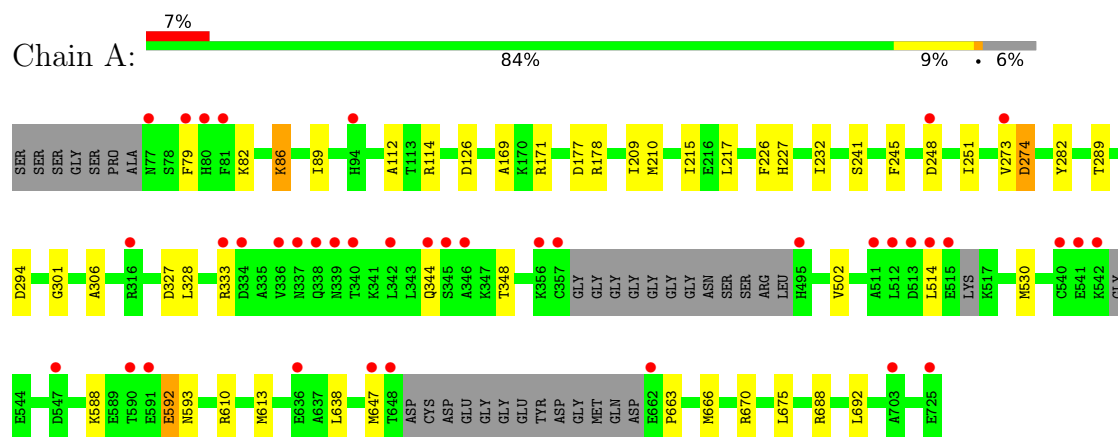 7%
Chain A:
84% 9% • 6%
SER SER SER GLY SER PRO ALA N77 S78 F79 H80 F81 K82 K86 I89 H94 A112 T113 R114 D126 A169 K170 R171 D177 R178 I209 M210 I215 E216 L217 F226 H227 I232 S241 F245 D248 I251 V273 D274 Y282 T289
D294 G301 A306 R316 D327 L328 R333 D334 A335 V336 N337 Q338 N339 T340 K341 L342 L343 Q344 S345 A346 K347 T348 K356 C357 GLY GLY GLY GLY GLY GLY GLY ASN SER SER ARG LEU H495 V502 A511 L512 D513 L514 E515 LYS K517 M530 C540 E541 K542 GLY
E544 D547 K588 E589 T590 E591 E592 N593 R610 M613 E636 A637 L638 M647 T648 ASP CYS ASP GLU GLY GLY GLU TYR ASP GLY MET GLN ASP E662 P663 M666 R670 L675 R688 L692 A703 E725